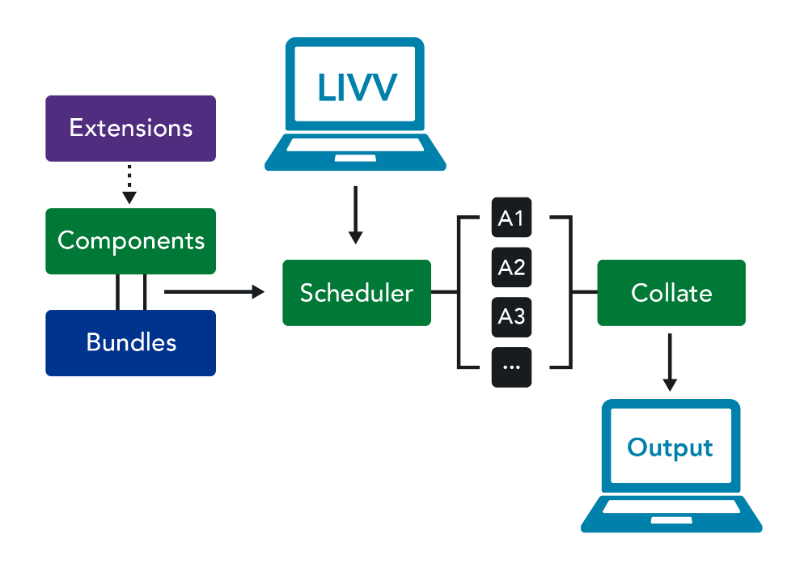 LIVV
Extensions
Components
Bundles
Scheduler
A1
A2
A3
...
Collate
Output